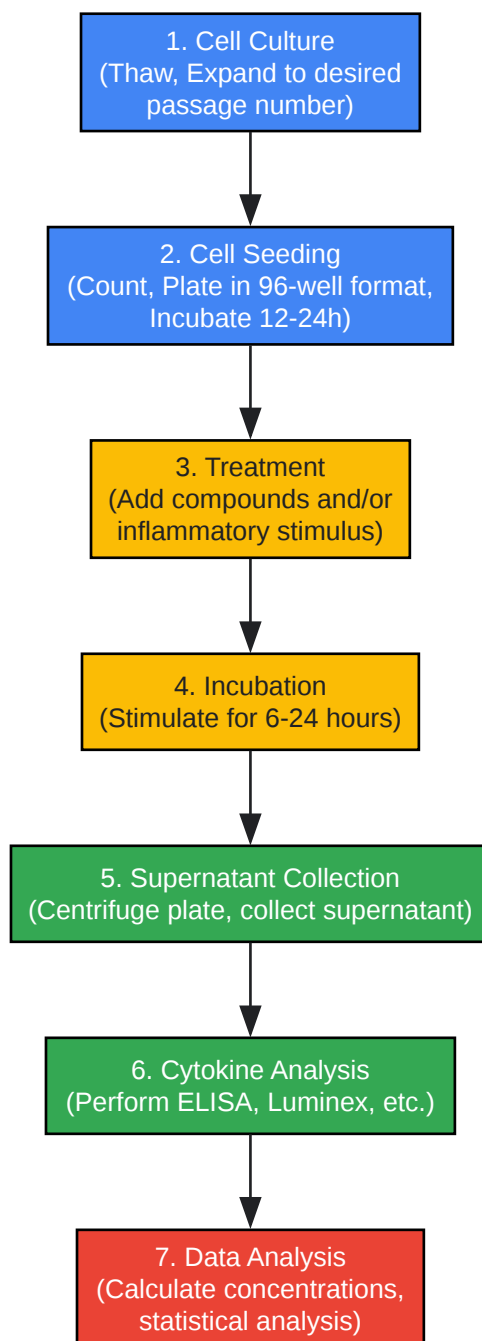 1. Cell Culture
(Thaw, Expand to desired
passage number)
2. Cell Seeding
(Count, Plate in 96-well format,
Incubate 12-24h)
3. Treatment
(Add compounds and/or
inflammatory stimulus)
4. Incubation
(Stimulate for 6-24 hours)
5. Supernatant Collection
(Centrifuge plate, collect supernatant)
6. Cytokine Analysis
(Perform ELISA, Luminex, etc.)
7. Data Analysis
(Calculate concentrations,
statistical analysis)